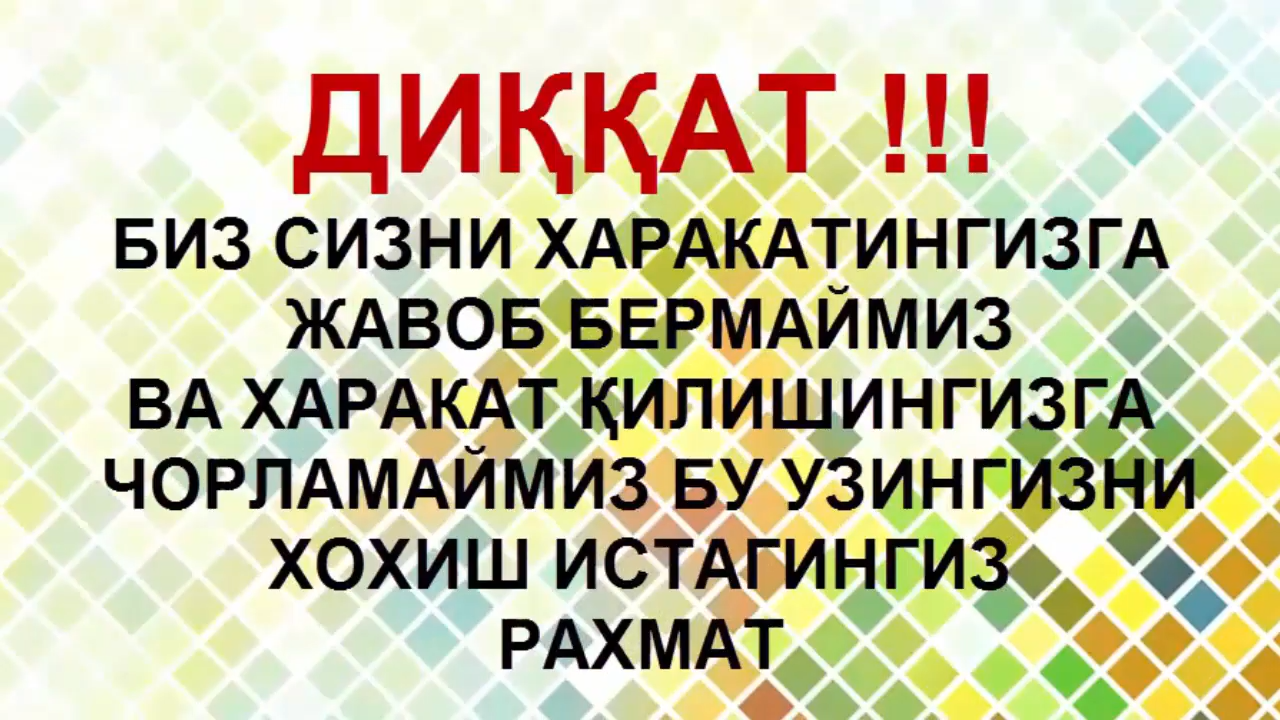 ДИҚҚАТ !!!
БИЗ СИЗНИ ХАРАКАТИНГИЗГА
ЖАВОБ БЕРМАЙМИЗ
ВА ХАРАКАТ ҚИЛИШИНГИЗГА
ЧОРЛАМАЙМИЗ БУ УЗИНГИЗНИ
ХОХИШ ИСТАГИНГИЗ
РАХМАТ